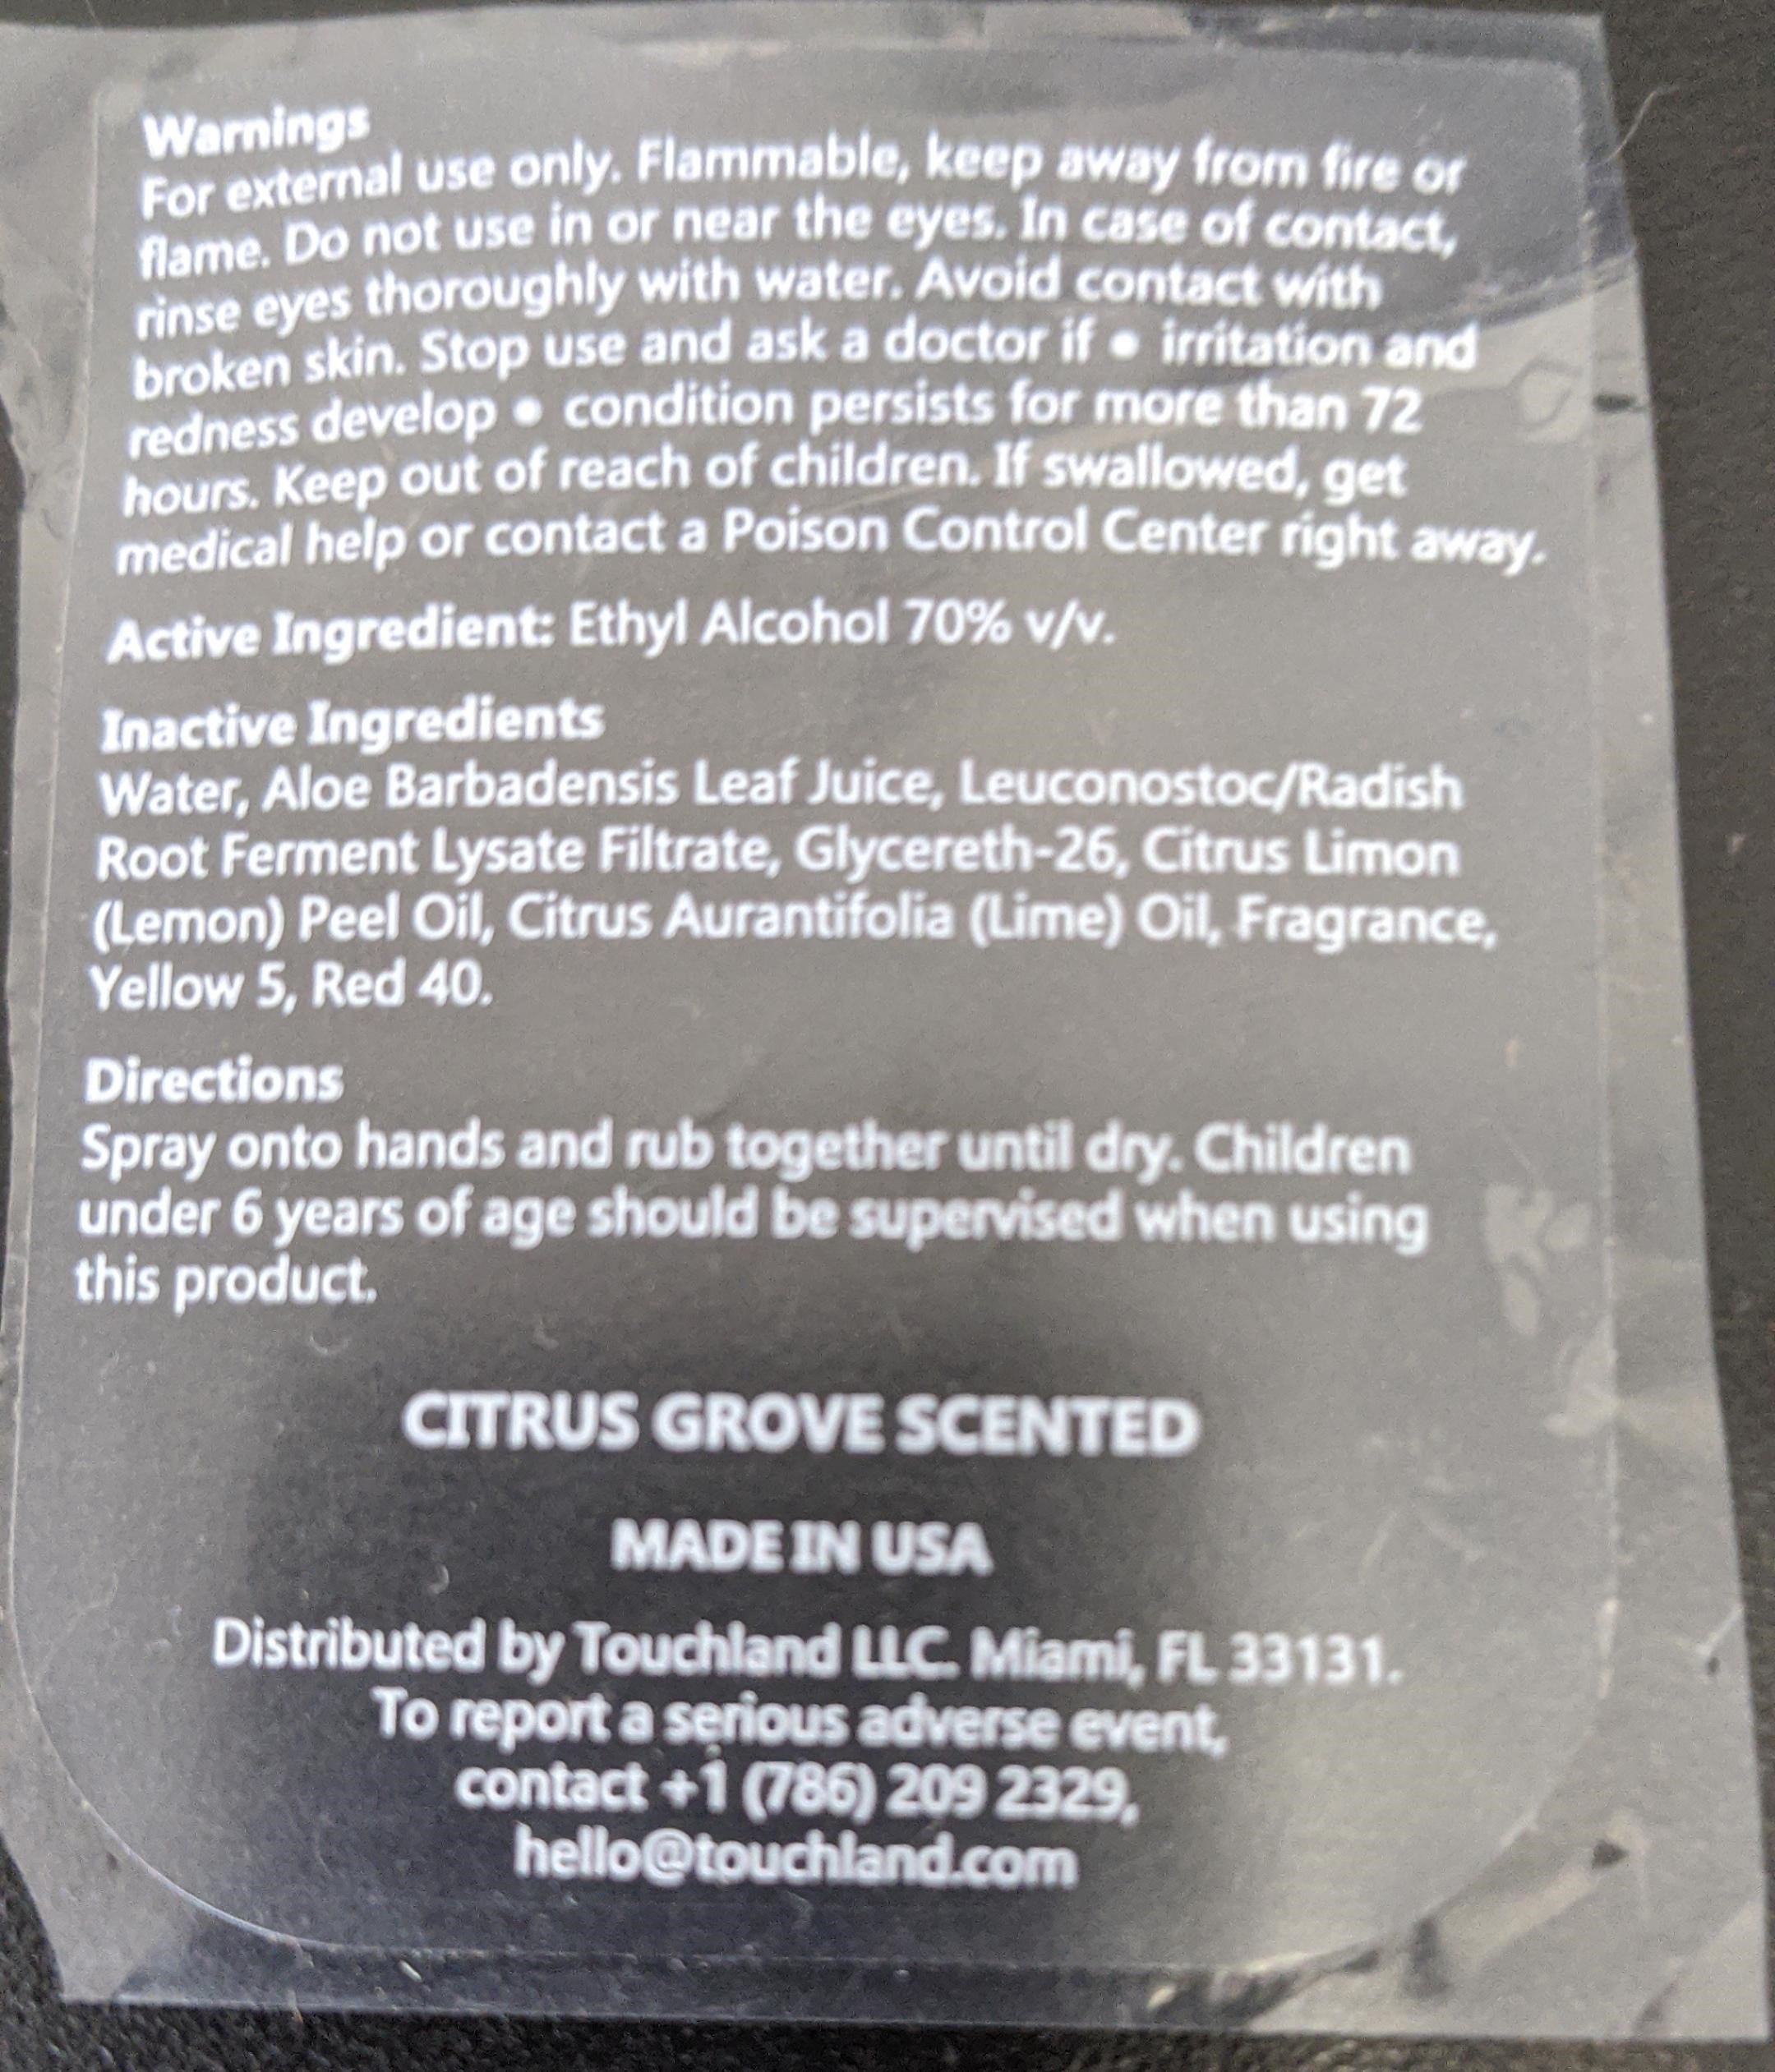 Warnings
For external use only. Flammable, keep away from fire or
flame. Do not use in or near the eyes. In case of contact,
rinse eyes thoroughly with water. Avoid contact with
broken skin. Stop use and ask a doctor if • irritation and
redness develop • condition persists for more than 72
hours. Keep out of reach of children. If swallowed, get
medical help or contact a Poison Control Center right away.
Active Ingredient: Ethyl Alcohol 70% v/v.
Inactive Ingredients
Water, Aloe Barbadensis Leaf Juice, Leuconostoc/Radish
Root Ferment Lysate Filtrate, Glycereth-26, Citrus Limon
(Lemon) Peel Oil, Citrus Aurantifolia (Lime) Oil, Fragrance,
Yellow 5, Red 40.
Directions
Spray onto hands and rub together until dry. Children
under 6 years of age should be supervised when using
this product.
CITRUS GROVE SCENTED
MADE IN USA
Distributed by Touchland LLC. Miami, FL 33131.
To report a serious adverse event,
contact +1 (786) 209 2329,
hello@touchland.com